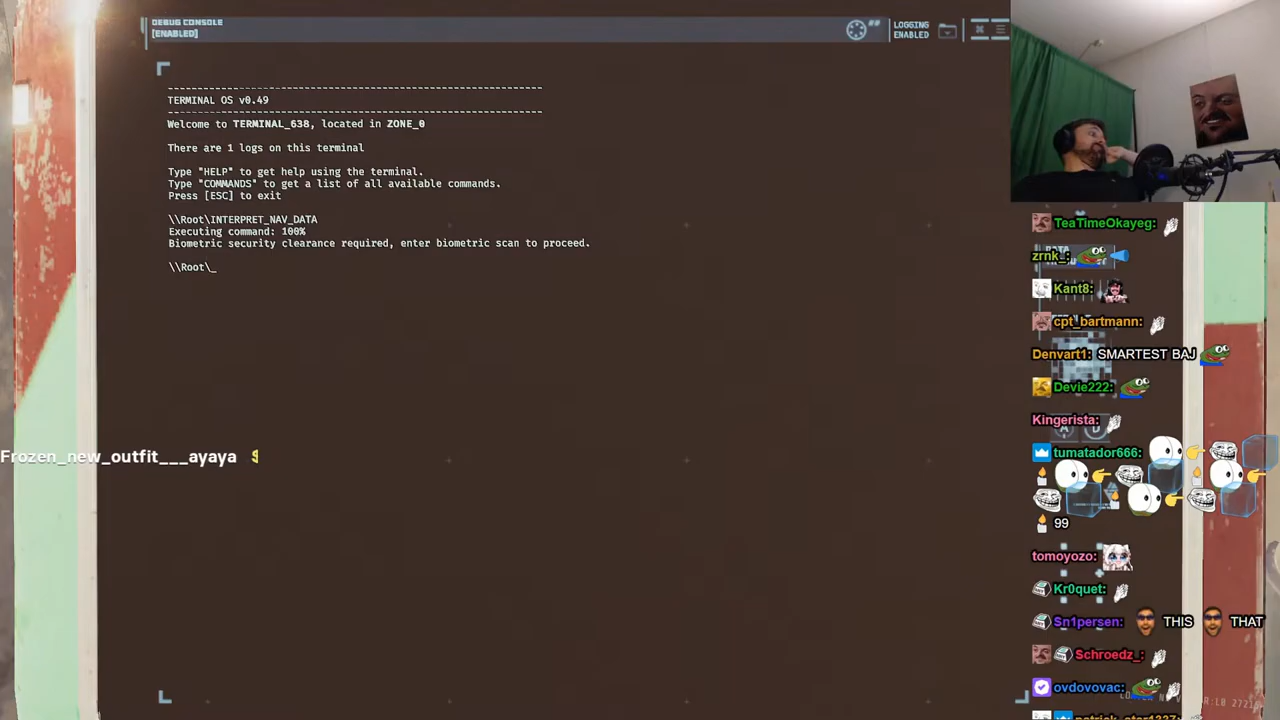 DEBUG CONSOLE
[ENABLED]
LOGGING
ENABLED
TERMINAL OS v0.49
Welcome to TERMINAL_638, located in ZONE_0
There are 1 logs on this terminal
Type "HELP" to get help using the terminal.
Type "COMMANDS" to get a list of all available commands.
Press [ESC] to exit
\\Root\INTERPRET_NAV_DATA
Executing command: 100%
Biometric security clearance required, enter biometric scan to proceed.
\\Root\_
Frozen_new_outfit___ayaya $
TeaTimeOkayeg:
zrnk_:
Kant8:
cpt_bartmann:
Denvart1: SMARTEST BAJ
Devie222:
Kingerista:
tumatador666:
99
tomoyozo:
Kr0quet:
Sn1persen: THIS THAT
Schroedz_:
ovdovovac:
patrick_star1337: